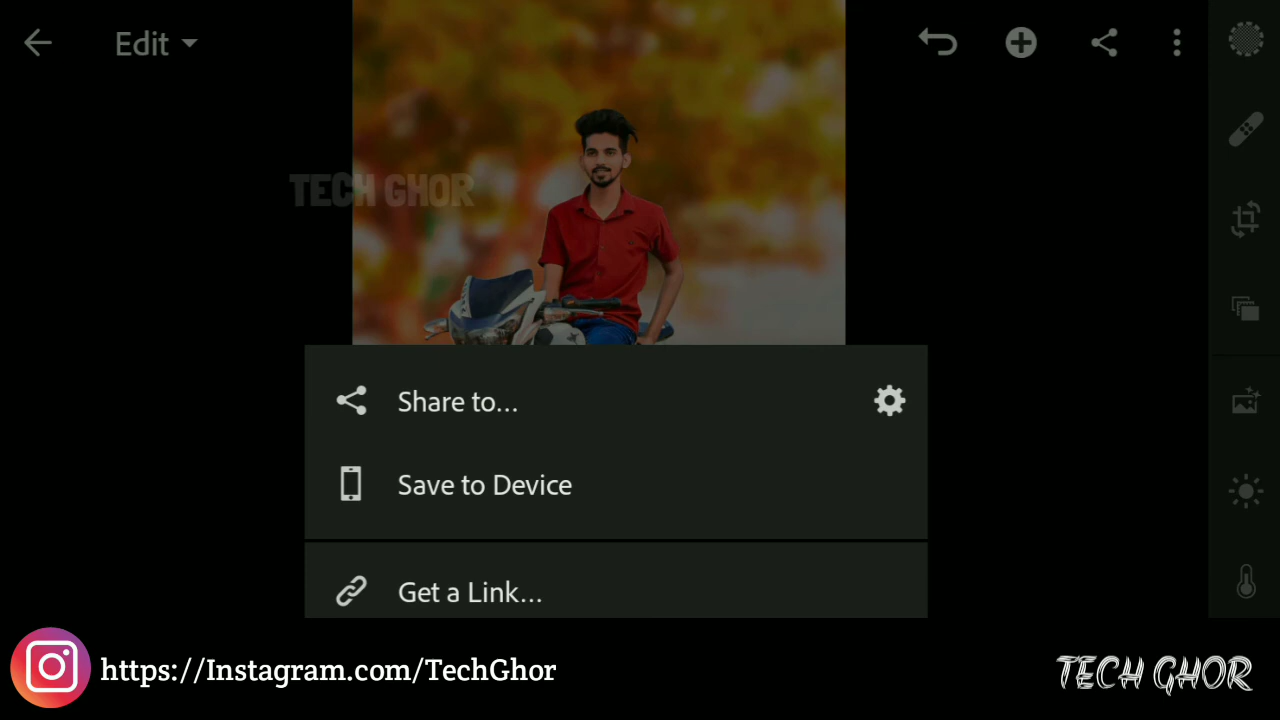 Edit
TECH GHOR
Share to...
Save to Device
Get a Link...
https://Instagram.com/TechGhor
TECH GHOR